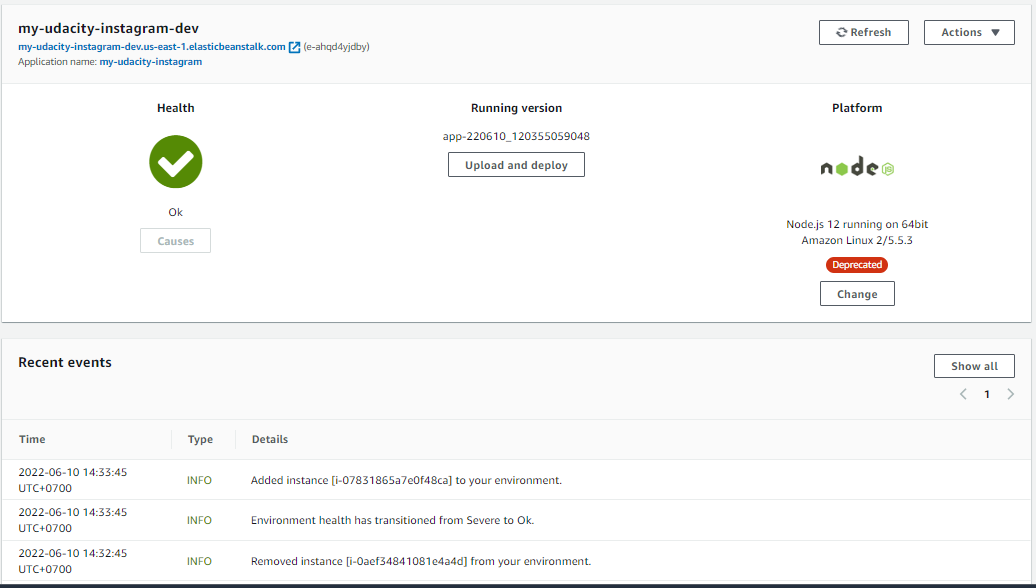 my-udacity-instagram-dev
Refresh
Actions
my-udacity-instagram-dev.us-east-1.elasticbeanstalk.com (e-ahqd4yjdby)
Application name: my-udacity-instagram
Health
Ok
Causes
Running version
app-220610_120355059048
Upload and deploy
Platform
node JS
Node.js 12 running on 64bit
Amazon Linux 2/5.5.3
Deprecated
Change
Recent events
Show all
1
Time Type Details
2022-06-10 14:33:45
UTC+0700
INFO
Added instance [i-07831865a7e0f48ca] to your environment.
2022-06-10 14:33:45
UTC+0700
INFO
Environment health has transitioned from Severe to Ok.
2022-06-10 14:32:45
UTC+0700
INFO
Removed instance [i-0aef34841081e4a4d] from your environment.